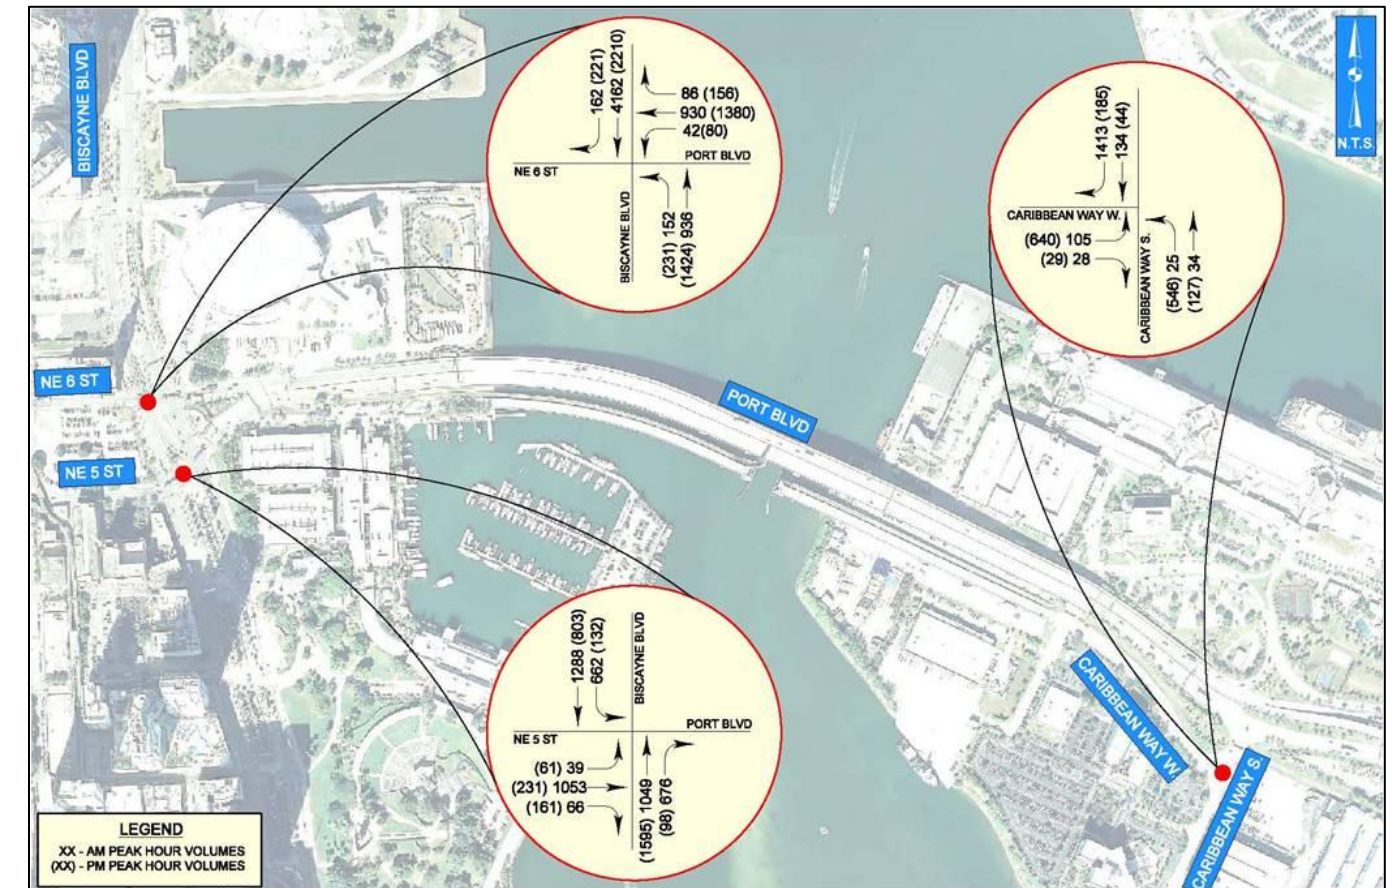 BISCAYNE BLVD
162 (221)
4162 (2210)
86 (156)
930 (1380)
42(80)
NE 6 ST
PORT BLVD
BISCAYNE BLVD
(231) 152
(1424) 936
1413 (185)
134 (44)
CARIBBEAN WAY W.
(640) 105
(29) 28
CARIBBEAN WAY S.
(546) 25
(127) 34
N.T.S.
NE 6 ST
NE 5 ST
PORT BLVD
1288 (803)
662 (132)
BISCAYNE BLVD
NE 5 ST
PORT BLVD
(61) 39
(231) 1053
(161) 66
(1595) 1049
(98) 676
CARIBBEAN WAY W.
CARIBBEAN WAY S.
LEGEND
XX - AM PEAK HOUR VOLUMES
(XX) - PM PEAK HOUR VOLUMES